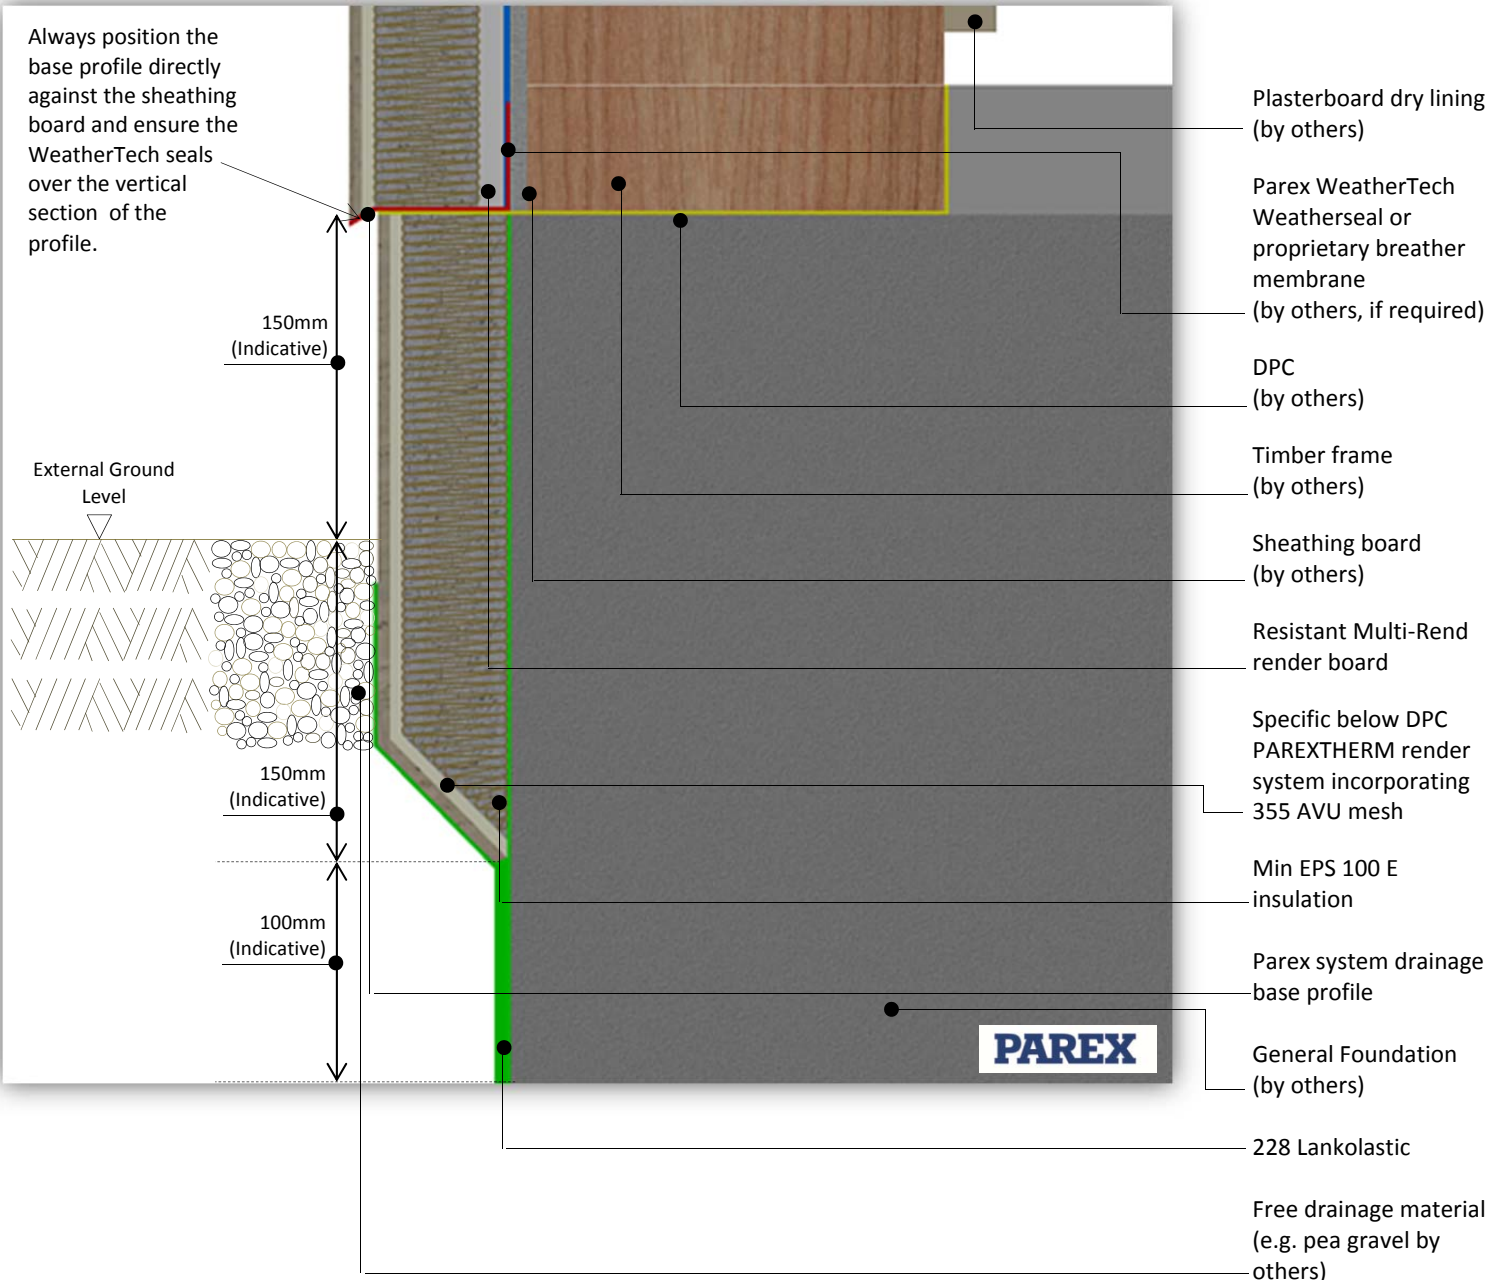 Always position the
base profile directly
against the sheathing
board and ensure the
WeatherTech seals
over the vertical
section of the
profile.
150mm
(Indicative)
External Ground
Level
150mm
(Indicative)
100mm
(Indicative)
Plasterboard dry lining
(by others)
Parex WeatherTech
Weatherseal or
proprietary breather
membrane
(by others, if required)
DPC
(by others)
Timber frame
(by others)
Sheathing board
(by others)
Resistant Multi-Rend
render board
Specific below DPC
PAREXTHERM render
system incorporating
355 AVU mesh
Min EPS 100 E
insulation
Parex system drainage
base profile
PAREX
General Foundation
(by others)
228 Lankolastic
Free drainage material
(e.g. pea gravel by
others)